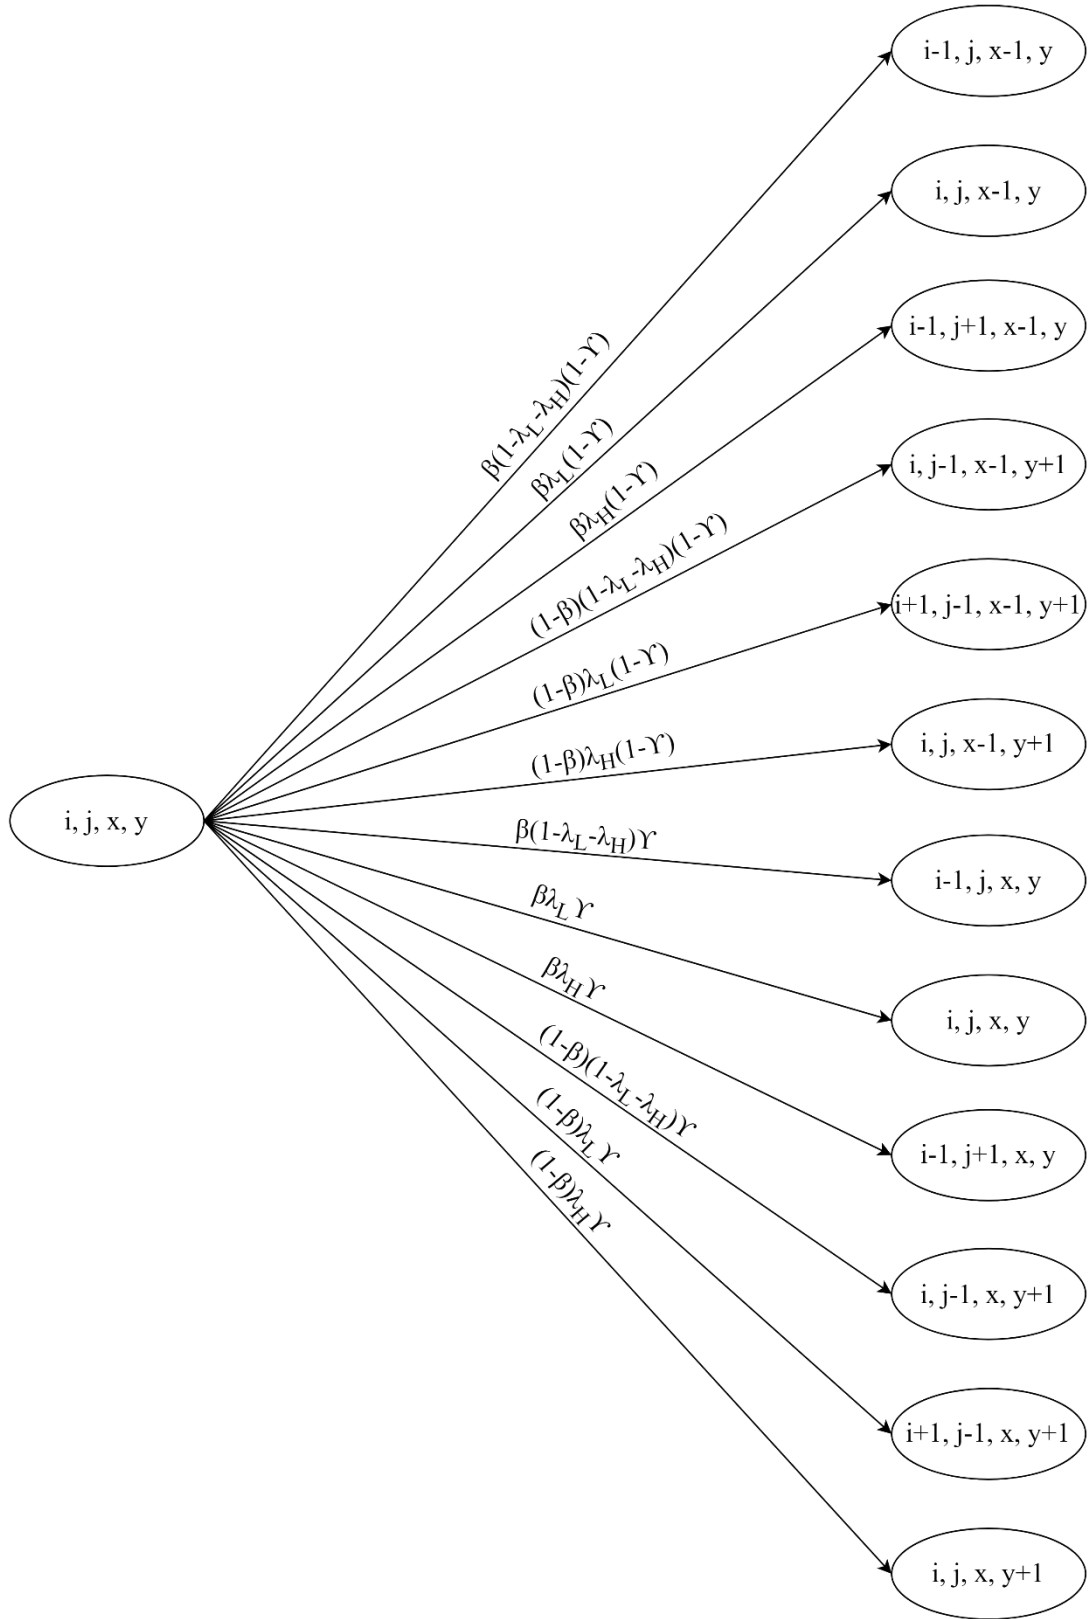 i-1, j, x-1, y
i, j, x-1, y
i-1, j+1, x-1, y
i, j-1, x-1, y+1
i+1, j-1, x-1, y+1
i, j, x-1, y+1
i, j, x, y
i-1, j, x, y
i, j, x, y
i-1, j+1, x, y
i, j-1, x, y+1
i+1, j-1, x, y+1
i, j, x, y+1
β(1-λL-λH)(1-ϒ)
βλL(1-ϒ)
βλH(1-ϒ)
(1-β)(1-λL-λH)(1-ϒ)
(1-β)λL(1-ϒ)
(1-β)λH(1-ϒ)
β(1-λL-λH)ϒ
βλLϒ
βλHϒ
(1-β)(1-λL-λH)ϒ
(1-β)λLϒ
(1-β)λHϒ